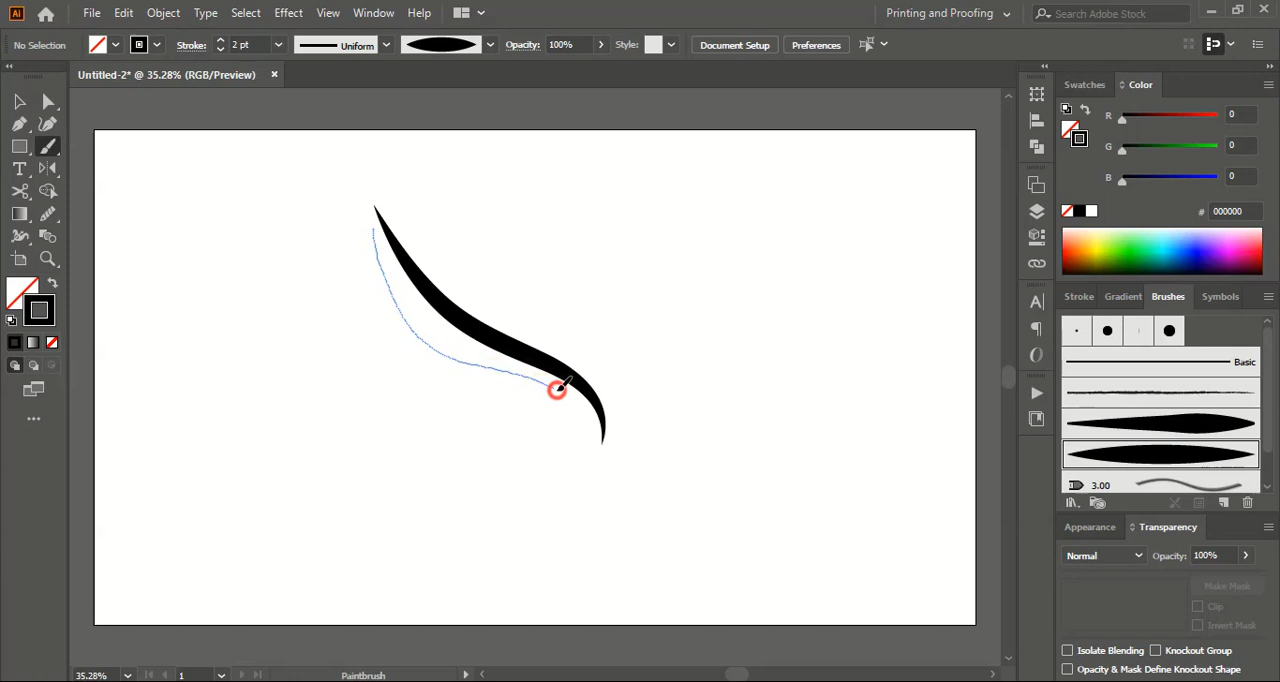 Ai File Edit Object Type Select Effect View Window Help Printing and Proofing Search Adobe Stock
No Selection Stroke: 2 pt Uniform Opacity: 100% Style: Document Setup Preferences
Untitled-2* @ 35.28% (RGB/Preview) ×
Swatches Color
R 0
G 0
B 0
# 000000
Stroke Gradient Brushes Symbols
Basic
3.00
Appearance Transparency
Normal Opacity: 100%
Make Mask
Clip
Invert Mask
Isolate Blending Knockout Group
Opacity & Mask Define Knockout Shape
35.28% 1 Paintbrush